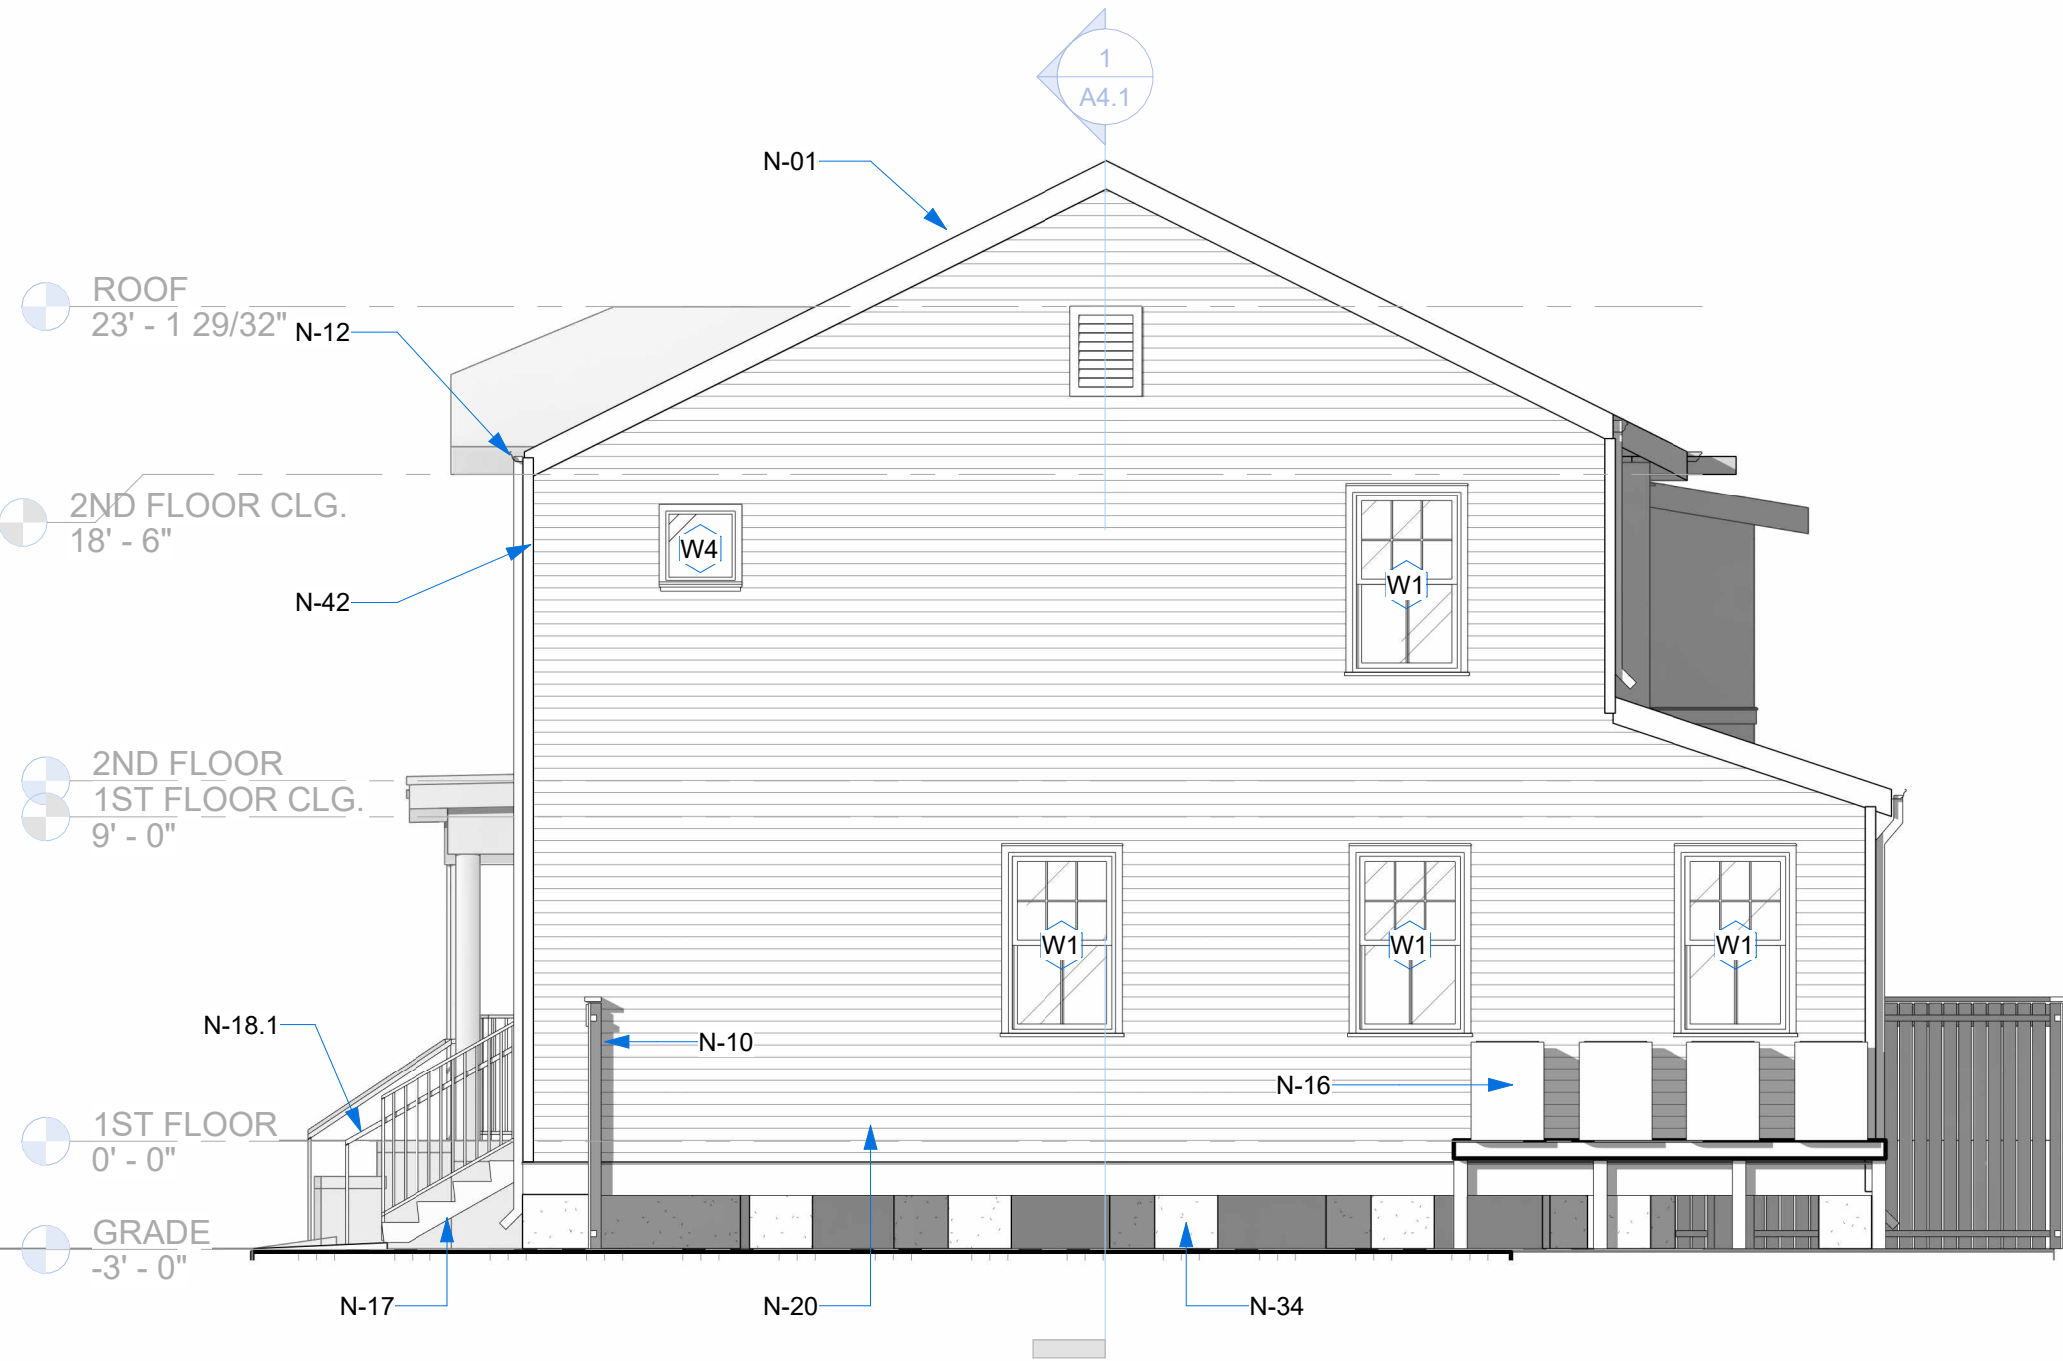 1
A4.1
N-01
ROOF
23' - 1 29/32"
N-12
2ND FLOOR CLG.
18' - 6"
W4
W1
N-42
2ND FLOOR
1ST FLOOR CLG.
9' - 0"
W1
W1
W1
N-18.1
N-10
N-16
1ST FLOOR
0' - 0"
GRADE
-3' - 0"
N-17
N-20
N-34